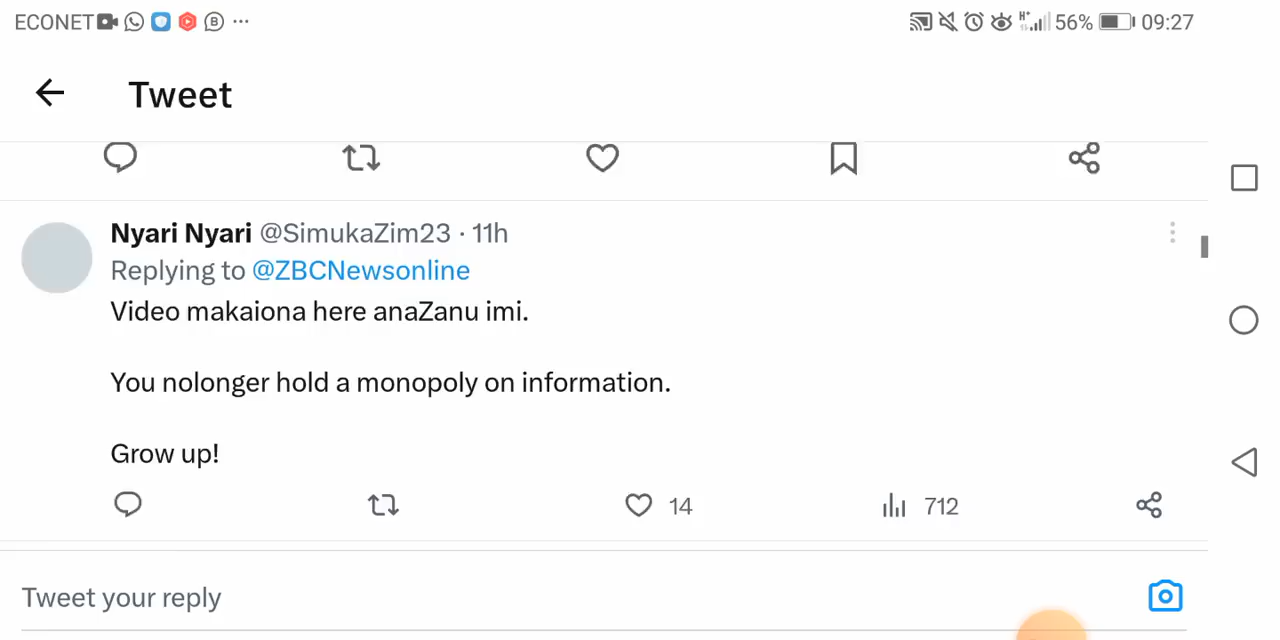 ECONET B ... H+ 56% 09:27
Tweet
Nyari Nyari @SimukaZim23 · 11h
Replying to @ZBCNewsonline
Video makaiona here anaZanu imi.
You nolonger hold a monopoly on information.
Grow up!
14 712
Tweet your reply